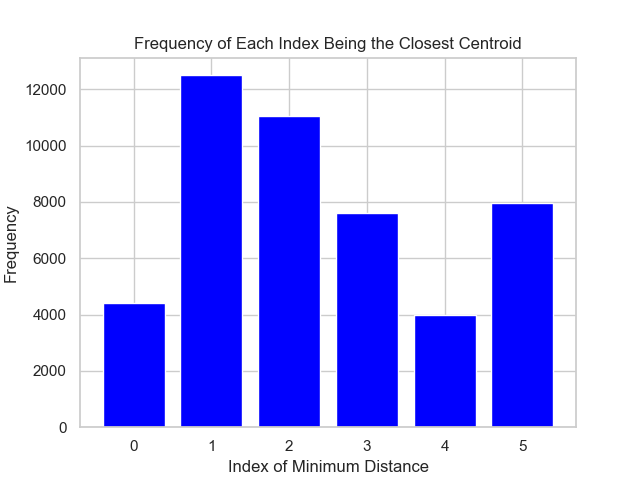 Frequency of Each Index Being the Closest Centroid
12000
10000
8000
6000
4000
2000
0
Frequency
0 1 2 3 4 5
Index of Minimum Distance